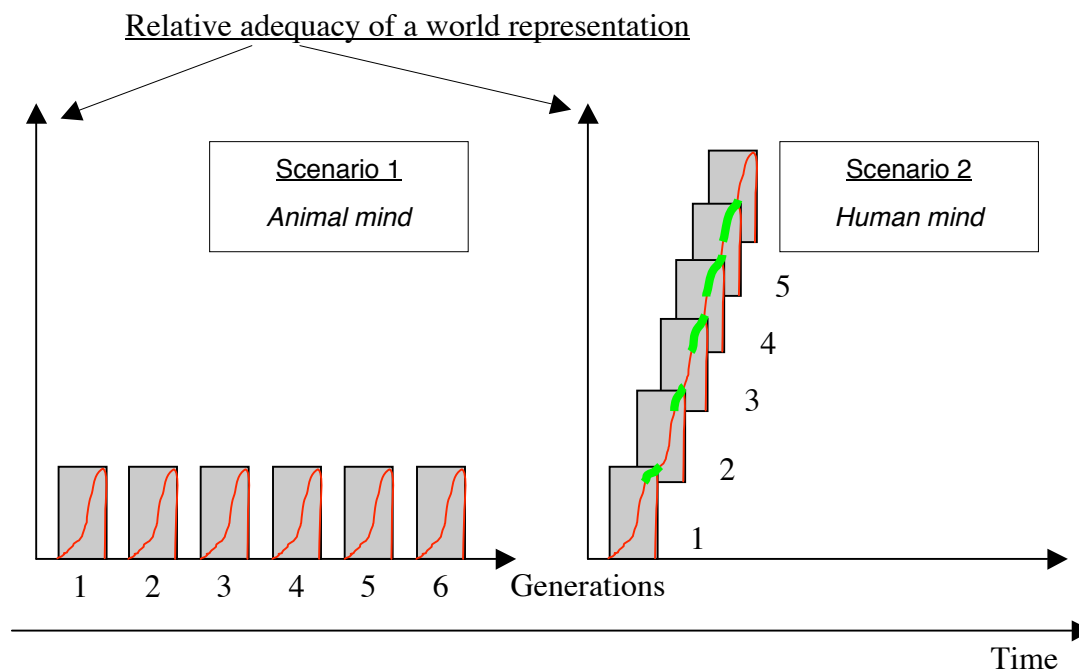 Relative adequacy of a world representation
Scenario 1
Animal mind
Scenario 2
Human mind
5
4
3
2
1
1 2 3 4 5 6 Generations
Time